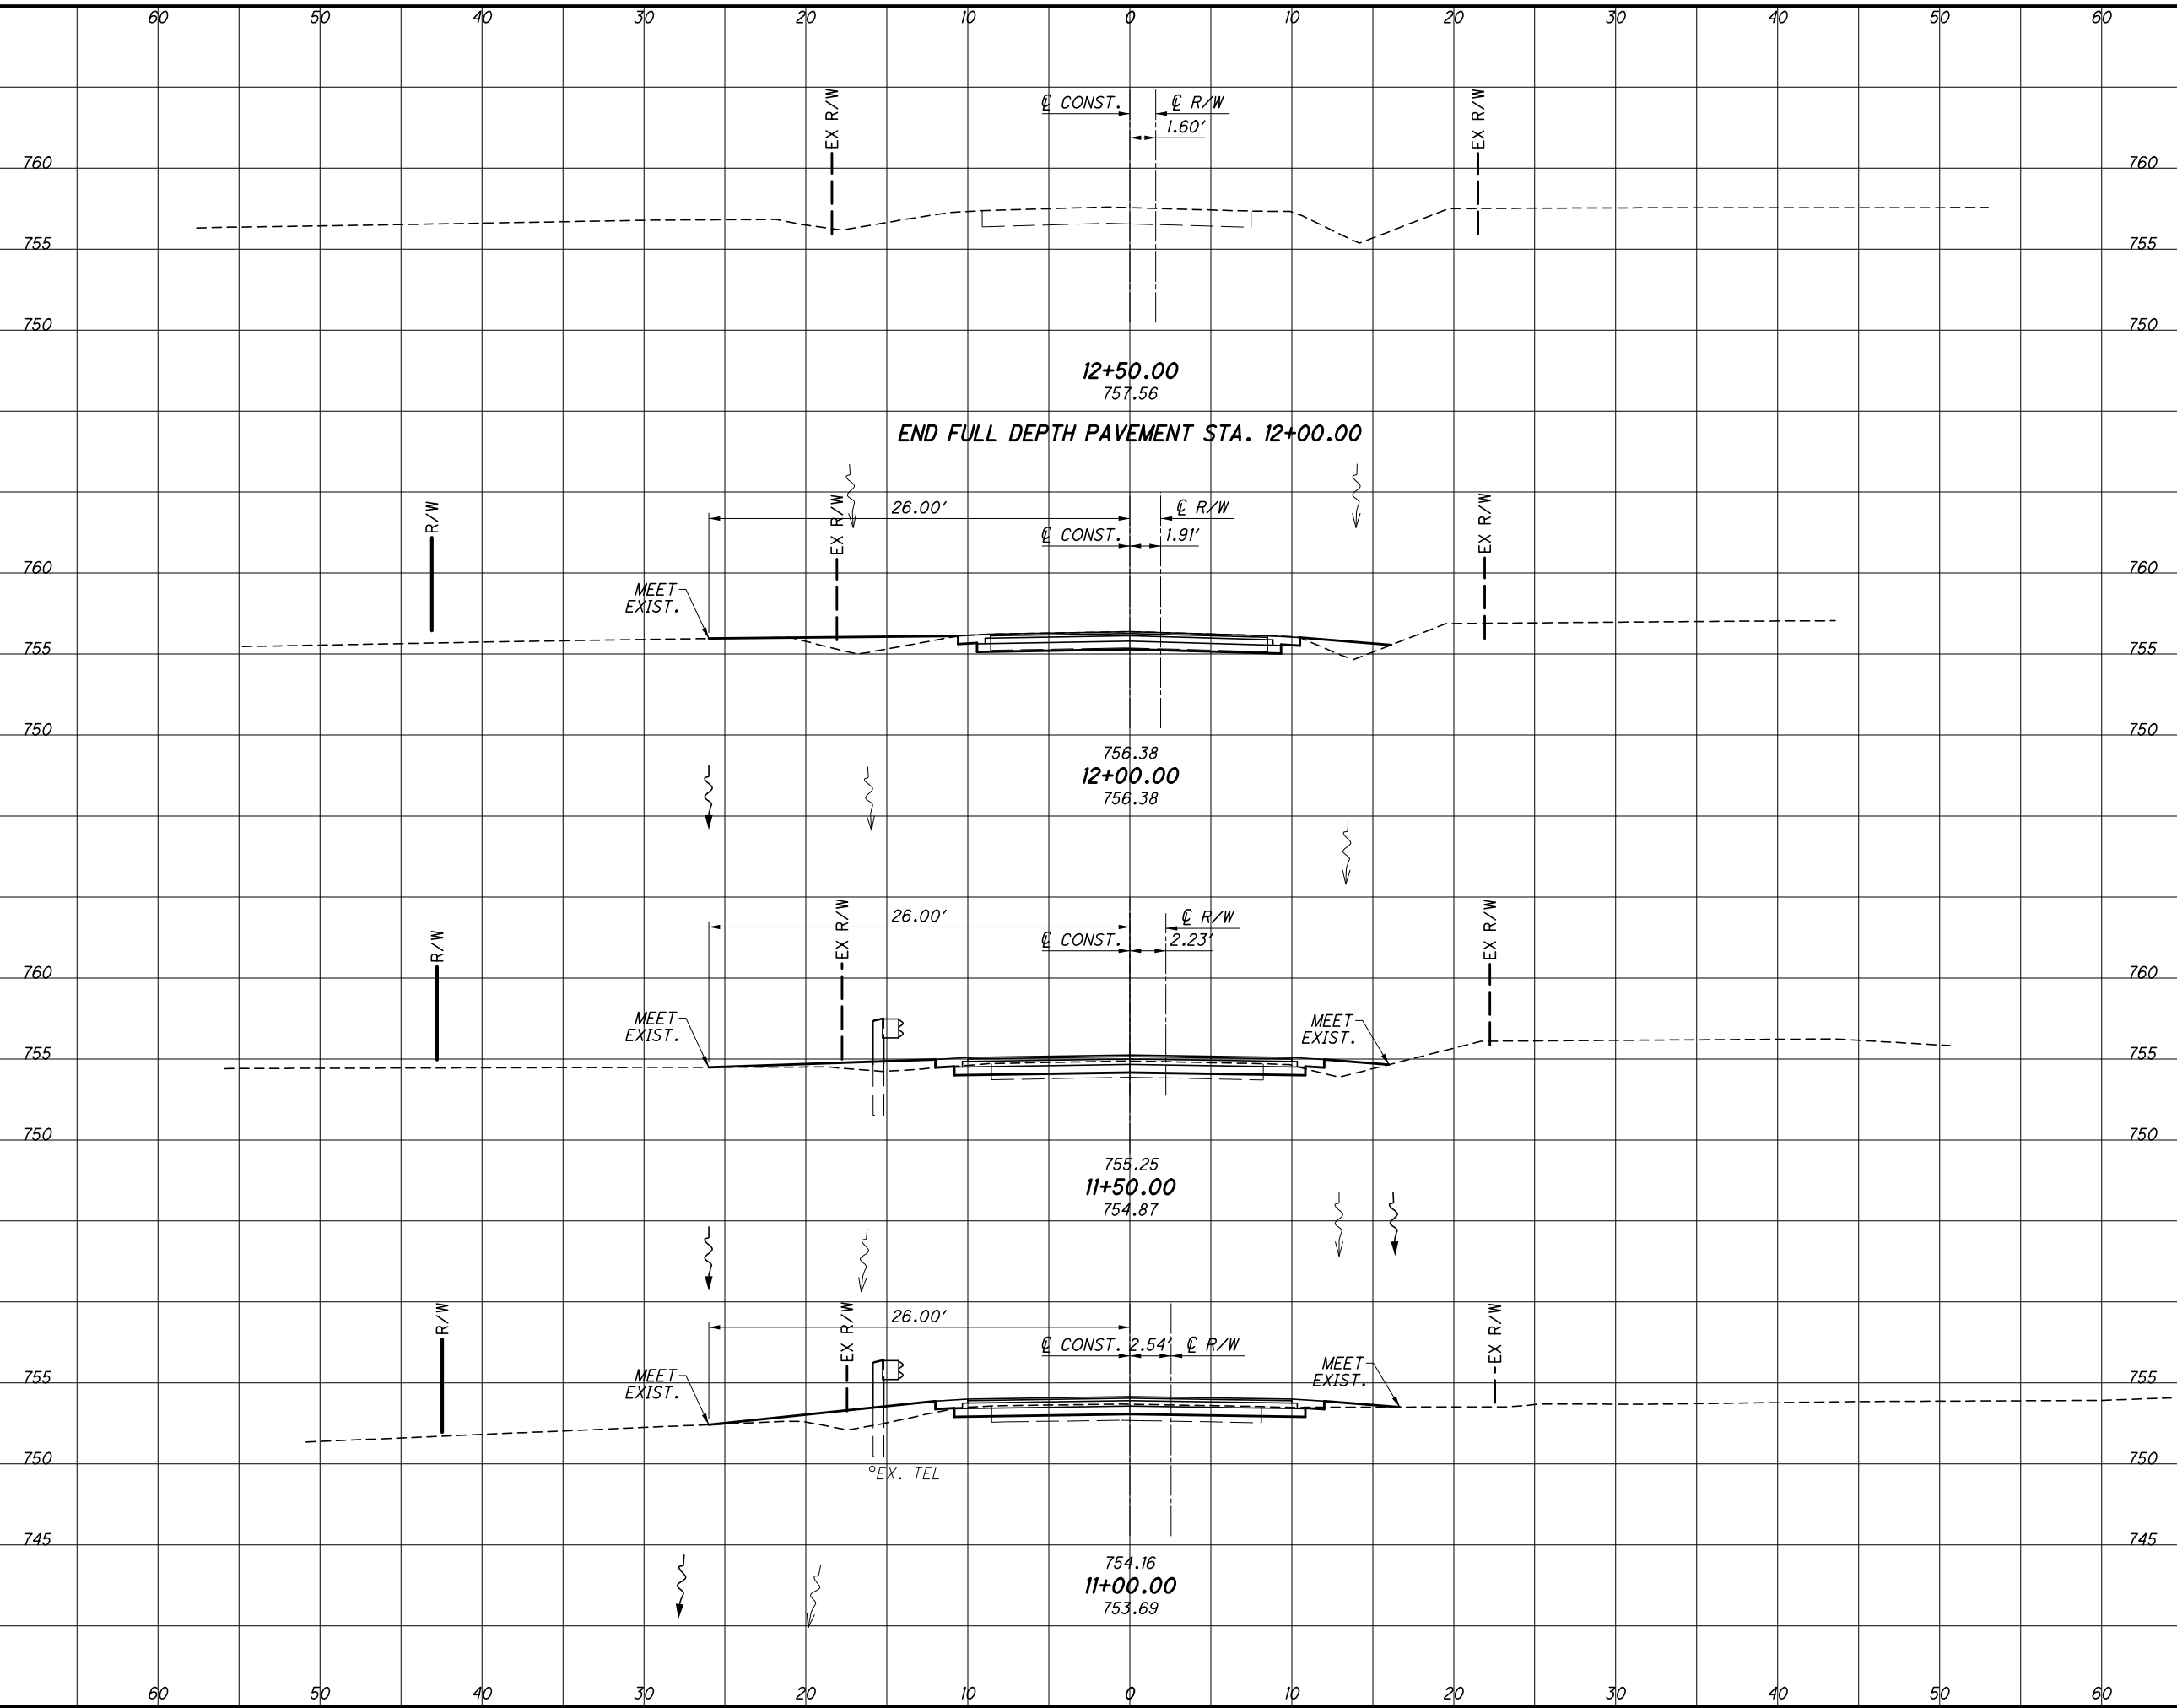 60 50 40 30 20 10 0 10 20 30 40 50 60
EX R/W
℄ CONST.
℄ R/W
EX R/W
1.60'
760 760
755 755
750 750
12+50.00
757.56
END FULL DEPTH PAVEMENT STA. 12+00.00
R/W
EX R/W
26.00'
℄ R/W
EX R/W
℄ CONST.
1.91'
760 760
MEET
EXIST.
755 755
750 750
756.38
12+00.00
756.38
R/W
EX R/W
26.00'
℄ R/W
EX R/W
℄ CONST.
2.23'
760 760
MEET
EXIST.
MEET
EXIST.
755 755
750 750
755.25
11+50.00
754.87
R/W
EX R/W
26.00'
EX R/W
℄ CONST.
2.54'
℄ R/W
MEET
EXIST.
MEET
EXIST.
755 755
750 750
EX. TEL
745 745
754.16
11+00.00
753.69
60 50 40 30 20 10 0 10 20 30 40 50 60